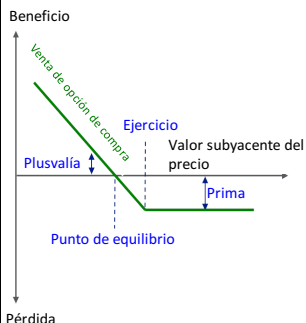 Beneficio
Venta de opción de compra
Ejercicio
Valor subyacente del
precio
Plusvalía
Prima
Punto de equilibrio
Pérdida